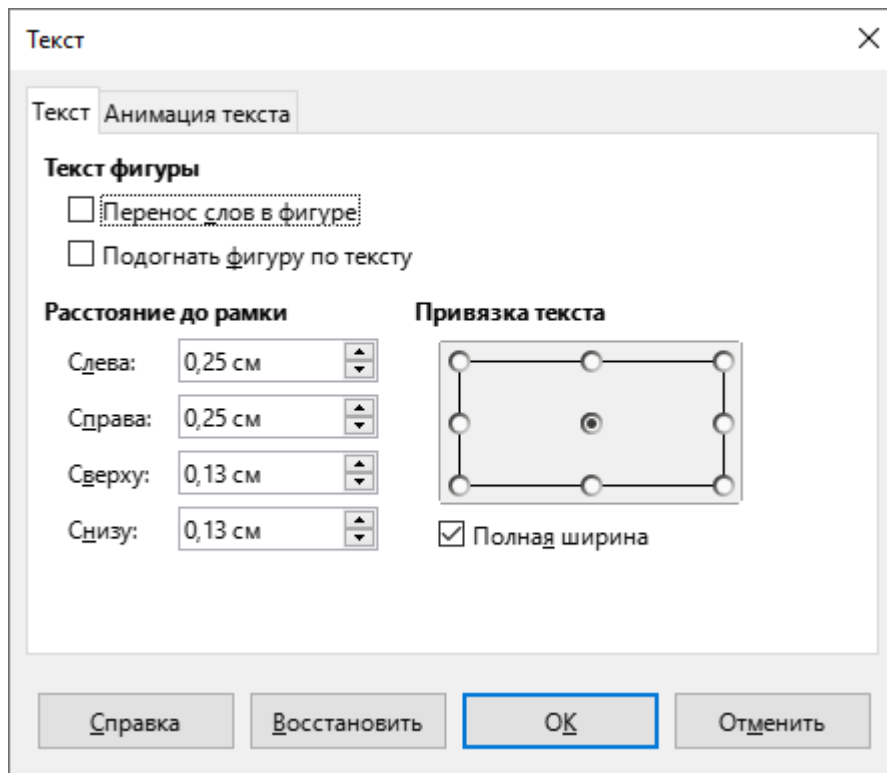 Текст
Текст Анимация текста
Текст фигуры
Перенос слов в фигуре
Подогнать фигуру по тексту
Расстояние до рамки Привязка текста
Слева: 0,25 см
Справа: 0,25 см
Сверху: 0,13 см
Снизу: 0,13 см
Полная ширина
Справка Восстановить ОК Отменить